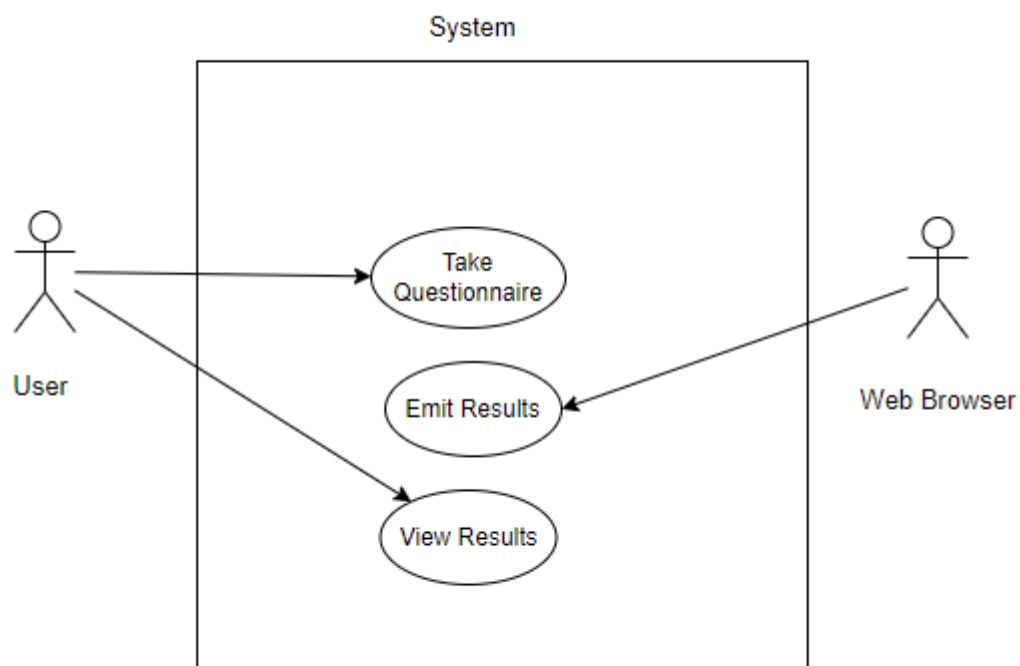 System
Take
Questionnaire
User
Emit Results
Web Browser
View Results